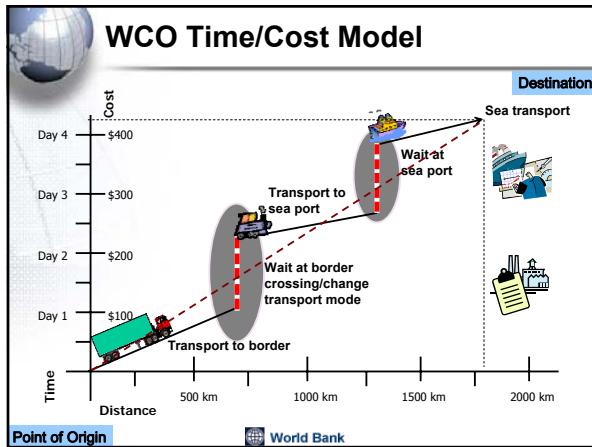 WCO Time/Cost Model
Destination
Cost
Sea transport
Day 4
$400
Wait at
sea port
Day 3
$300
Transport to
sea port
Day 2
$200
Wait at border
crossing/change
transport mode
Day 1
$100
Transport to border
Time
Distance
500 km
1000 km
1500 km
2000 km
Point of Origin
World Bank